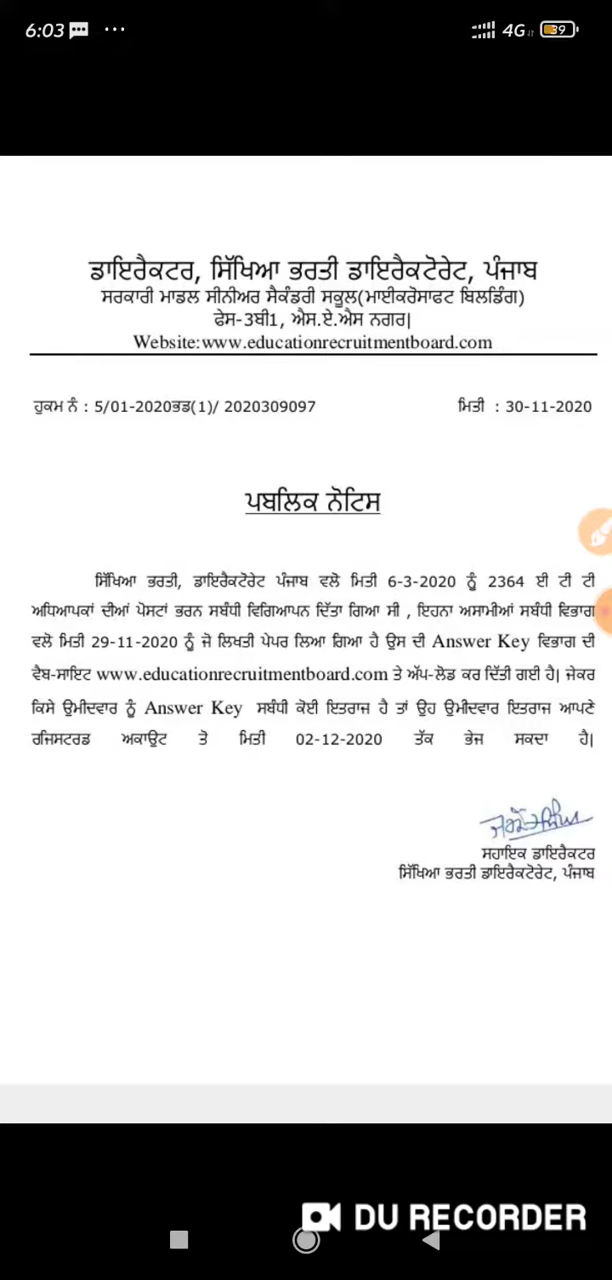 6:03
4G
39
ਡਾਇਰੈਕਟਰ, ਸਿੱਖਿਆ ਭਰਤੀ ਡਾਇਰੈਕਟੋਰੇਟ, ਪੰਜਾਬ
ਸਰਕਾਰੀ ਮਾਡਲ ਸੀਨੀਅਰ ਸੈਕੰਡਰੀ ਸਕੂਲ(ਮਾਈਕਰੋਸਾਫਟ ਬਿਲਡਿੰਗ)
ਫੇਸ-3ਬੀ1, ਐਸ.ਏ.ਐਸ ਨਗਰ|
Website:www.educationrecruitmentboard.com
ਹੁਕਮ ਨੰ : 5/01-2020ਭਡ(1)/ 2020309097 ਮਿਤੀ : 30-11-2020
ਪਬਲਿਕ ਨੋਟਿਸ
ਸਿੱਖਿਆ ਭਰਤੀ, ਡਾਇਰੈਕਟੋਰੇਟ ਪੰਜਾਬ ਵਲੋ ਮਿਤੀ 6-3-2020 ਨੂੰ 2364 ਈ ਟੀ ਟੀ
ਅਧਿਆਪਕਾਂ ਦੀਆਂ ਪੋਸਟਾਂ ਭਰਨ ਸਬੰਧੀ ਵਿਗਿਆਪਨ ਦਿੱਤਾ ਗਿਆ ਸੀ , ਇਹਨਾ ਅਸਾਮੀਆਂ ਸਬੰਧੀ ਵਿਭਾਗ
ਵਲੋ ਮਿਤੀ 29-11-2020 ਨੂੰ ਜੋ ਲਿਖਤੀ ਪੇਪਰ ਲਿਆ ਗਿਆ ਹੈ ਉਸ ਦੀ Answer Key ਵਿਭਾਗ ਦੀ
ਵੈਬ-ਸਾਇਟ www.educationrecruitmentboard.com ਤੇ ਅੱਪ-ਲੋਡ ਕਰ ਦਿੱਤੀ ਗਈ ਹੈ| ਜੇਕਰ
ਕਿਸੇ ਉਮੀਦਵਾਰ ਨੂੰ Answer Key ਸਬੰਧੀ ਕੋਈ ਇਤਰਾਜ ਹੈ ਤਾਂ ਉਹ ਉਮੀਦਵਾਰ ਇਤਰਾਜ ਆਪਣੇ
ਰਜਿਸਟਰਡ ਅਕਾਉਟ ਤੋ ਮਿਤੀ 02-12-2020 ਤੱਕ ਭੇਜ ਸਕਦਾ ਹੈ|
ਸਹਾਇਕ ਡਾਇਰੈਕਟਰ
ਸਿੱਖਿਆ ਭਰਤੀ ਡਾਇਰੈਕਟੋਰੇਟ, ਪੰਜਾਬ
DU RECORDER